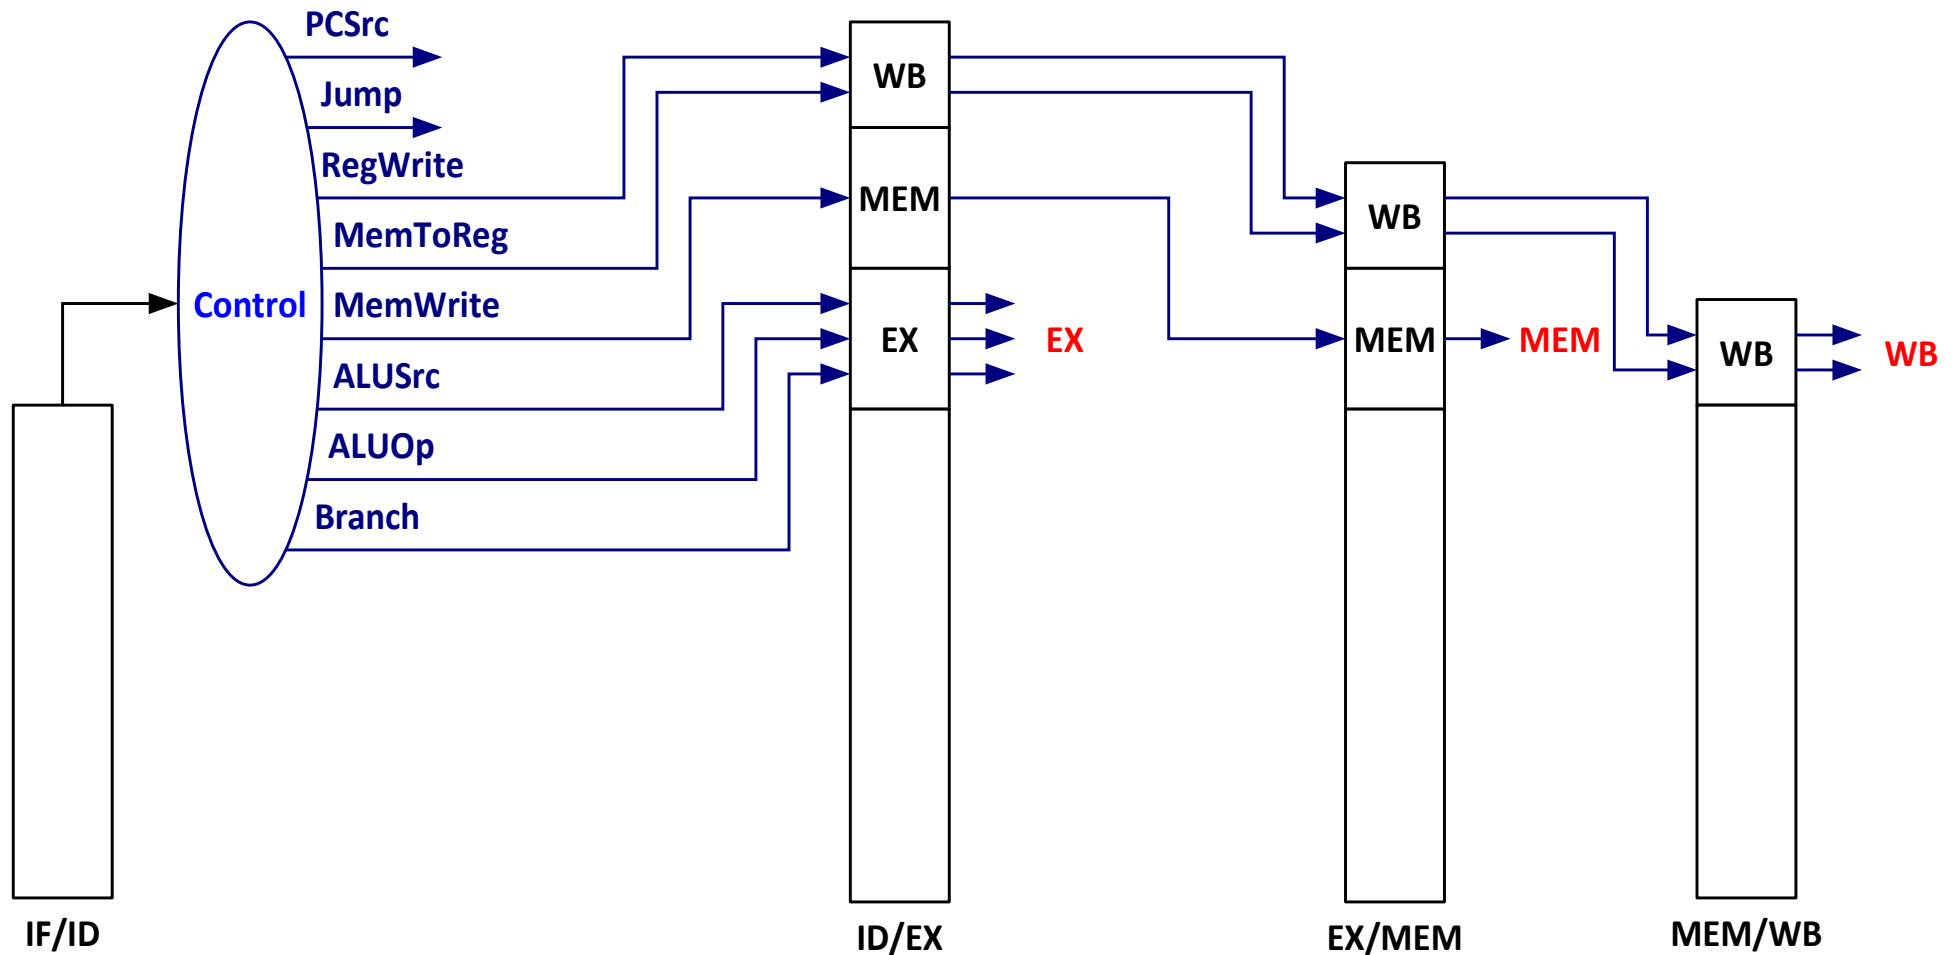 PCSrc
Jump
RegWrite
MemToReg
MemWrite
ALUSrc
ALUOp
Branch
Control
WB
MEM
EX
EX
WB
MEM
MEM
WB
WB
IF/ID
ID/EX
EX/MEM
MEM/WB